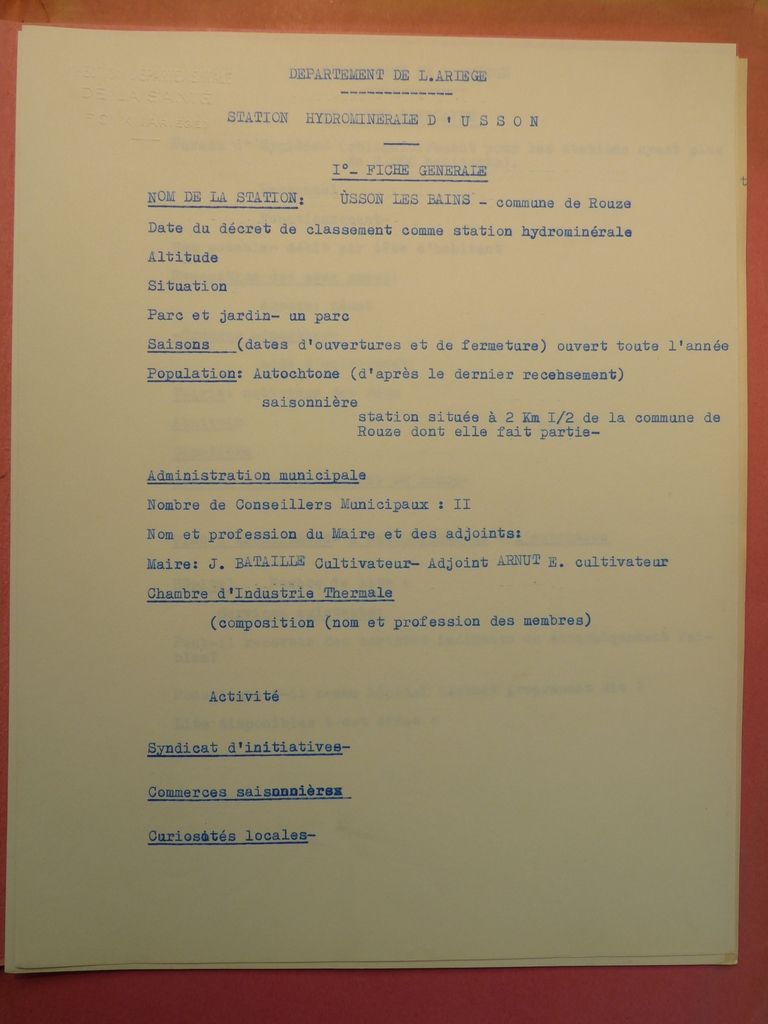 DEPARTEMENT DE L.ARIEGE
STATION HYDROMINERALE D ' U S S O N
I°- FICHE GENERALE
NOM DE LA STATION: ÙSSON LES BAINS - commune de Rouze
Date du décret de classement comme station hydrominérale
Altitude
Situation
Parc et jardin- un parc
Saisons (dates d'ouvertures et de fermeture) ouvert toute l'année
Population: Autochtone (d'après le dernier recehsement)
saisonnière
station située à 2 Km I/2 de la commune de
Rouze dont elle fait partie-
Administration municipale
Nombre de Conseillers Municipaux : II
Nom et profession du Maire et des adjoints:
Maire: J. BATAILLE Cultivateur- Adjoint ARNUT E. cultivateur
Chambre d'Industrie Thermale
(composition (nom et profession des membres)
Activité
Syndicat d'initiatives-
Commerces saisonnières
Curiosités locales-